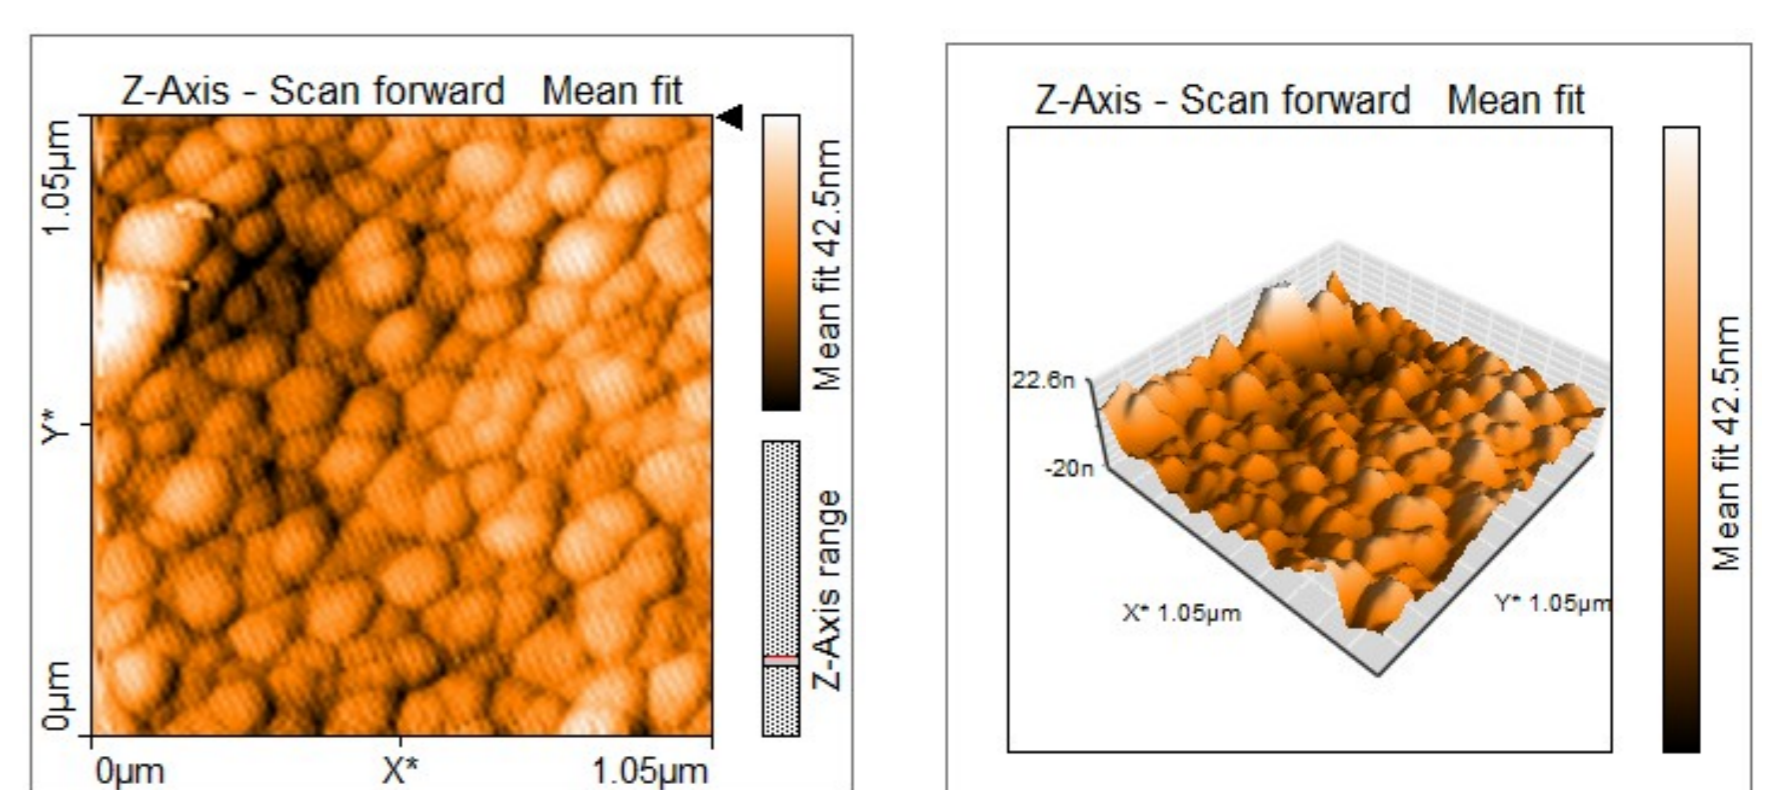 Z-Axis - Scan forward Mean fit
1.05µm
Y*
0µm
0µm
X*
1.05µm
Mean fit 42.5nm
Z-Axis range
Z-Axis - Scan forward Mean fit
22.6n
-20n
X* 1.05µm
Y* 1.05µm
Mean fit 42.5nm